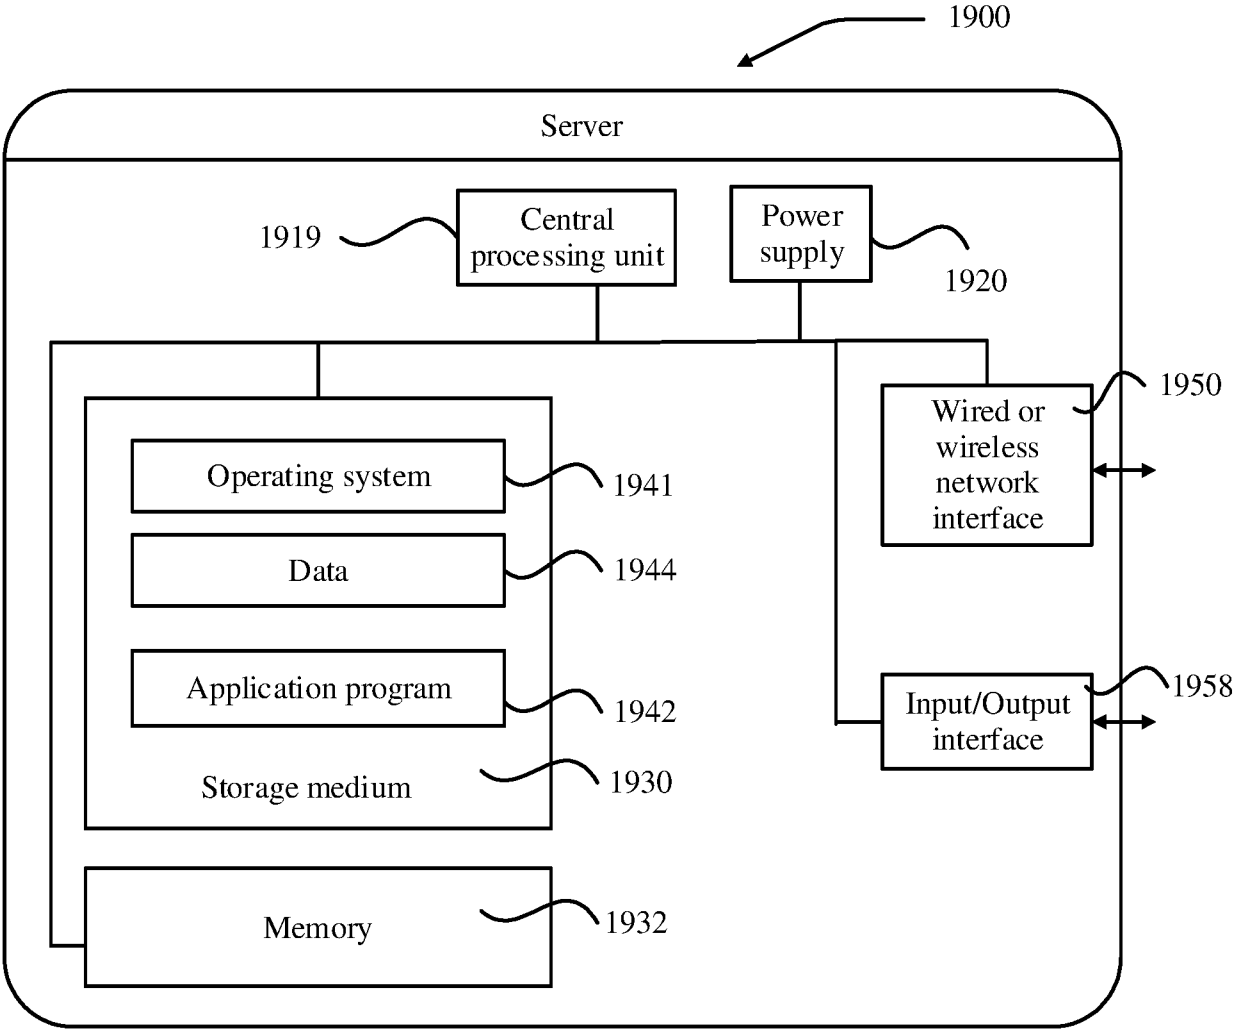 1900
Server
1919
Central
processing unit
Power
supply
1920
1950
Wired or
wireless
network
interface
Operating system
1941
Data
1944
Application program
1942
1958
Input/Output
interface
Storage medium
1930
Memory
1932